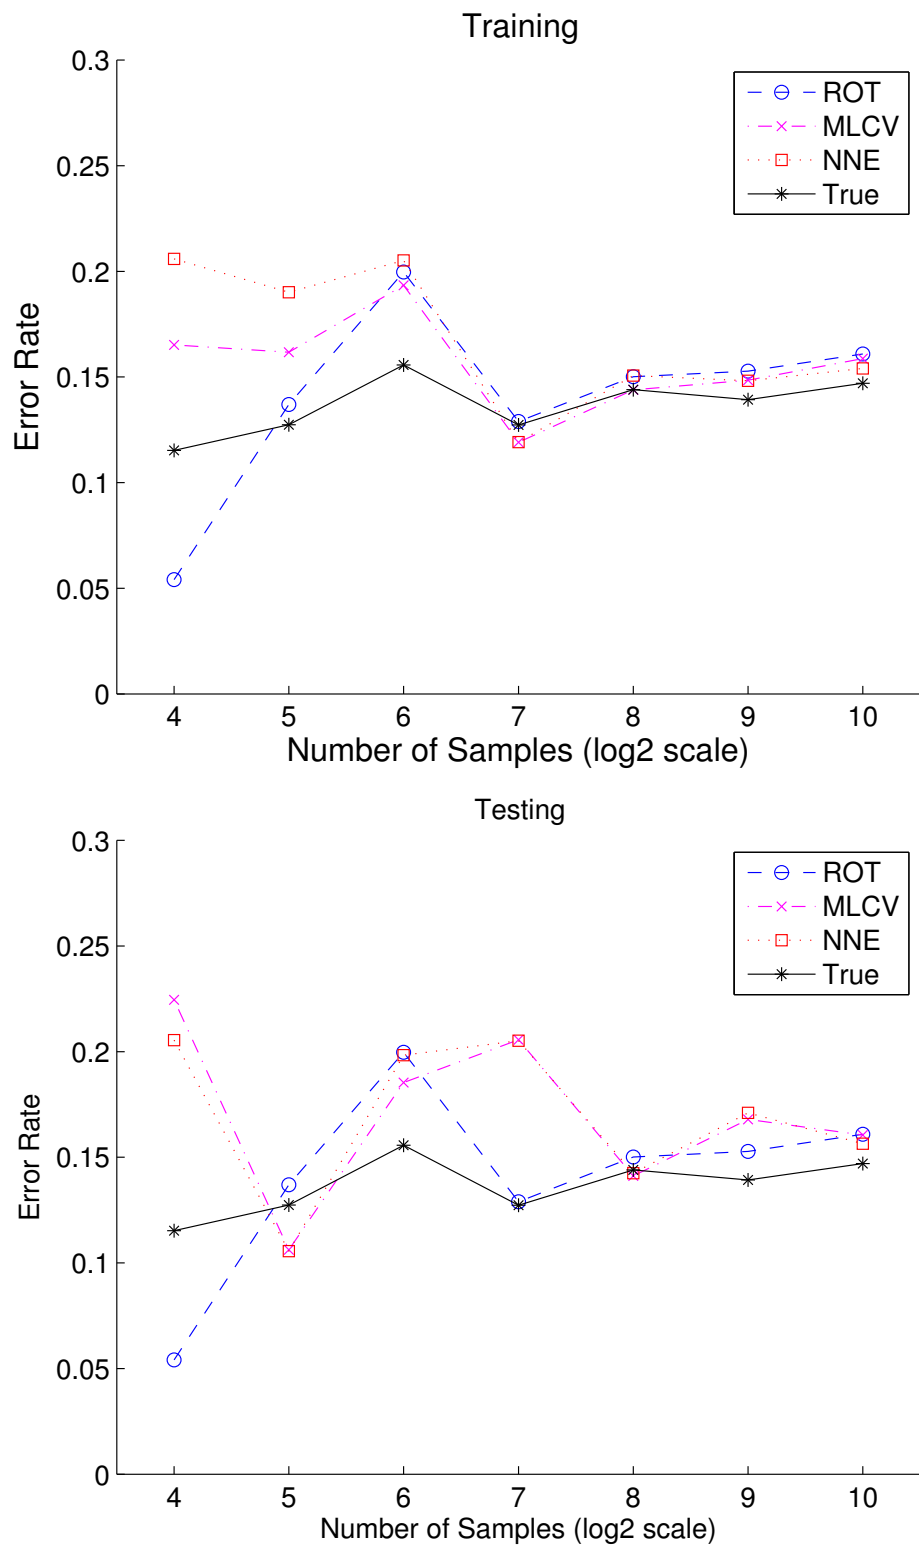 Training
0.3
0.25
0.2
0.15
0.1
0.05
0
Error Rate
ROT
MLCV
NNE
True
4 5 6 7 8 9 10
Number of Samples (log2 scale)
Testing
0.3
0.25
0.2
0.15
0.1
0.05
0
Error Rate
ROT
MLCV
NNE
True
4 5 6 7 8 9 10
Number of Samples (log2 scale)